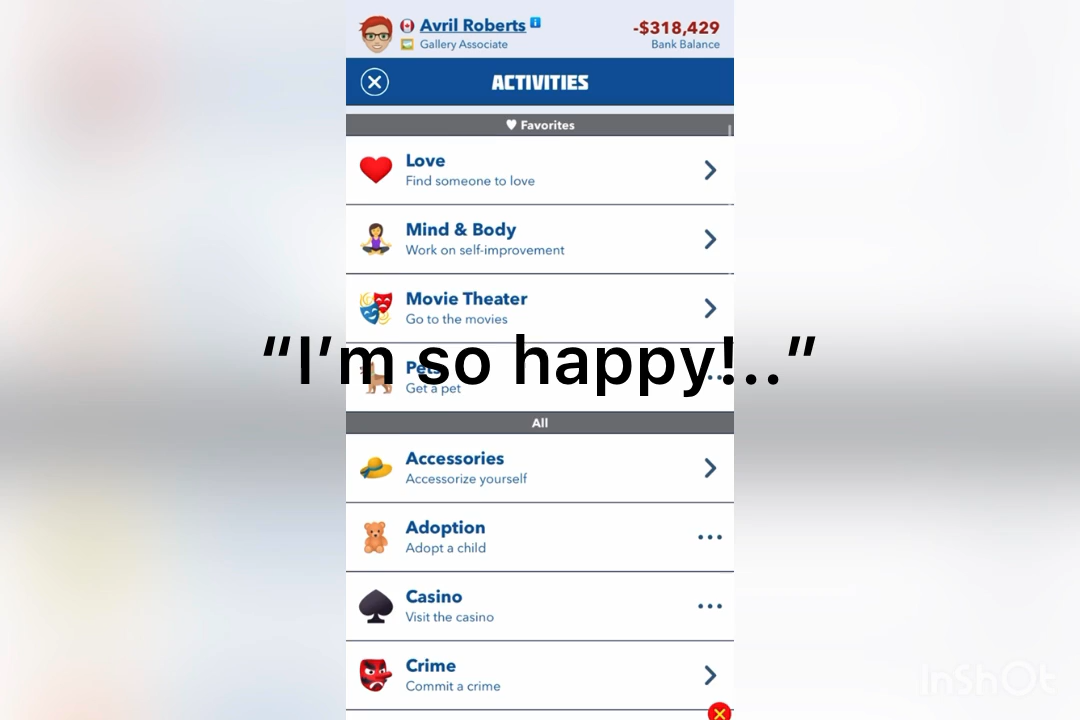 Avril Roberts
-$318,429
Gallery Associate
Bank Balance
ACTIVITIES
Favorites
Love
Find someone to love
Mind & Body
Work on self-improvement
Movie Theater
Go to the movies
“I’m so happy!..”
Pets
Get a pet
All
Accessories
Accessorize yourself
Adoption
Adopt a child
Casino
Visit the casino
Crime
Commit a crime
InShOt